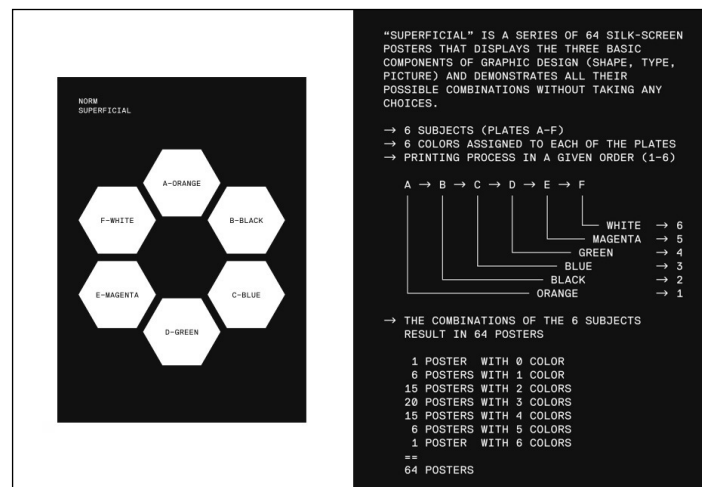 NORM
SUPERFICIAL
A–ORANGE
F–WHITE
B–BLACK
E–MAGENTA
C–BLUE
D–GREEN
“SUPERFICIAL” IS A SERIES OF 64 SILK-SCREEN
POSTERS THAT DISPLAYS THE THREE BASIC
COMPONENTS OF GRAPHIC DESIGN (SHAPE, TYPE,
PICTURE) AND DEMONSTRATES ALL THEIR
POSSIBLE COMBINATIONS WITHOUT TAKING ANY
CHOICES.
→ 6 SUBJECTS (PLATES A–F)
→ 6 COLORS ASSIGNED TO EACH OF THE PLATES
→ PRINTING PROCESS IN A GIVEN ORDER (1–6)
A → B → C → D → E → F
WHITE → 6
MAGENTA → 5
GREEN → 4
BLUE → 3
BLACK → 2
ORANGE → 1
→ THE COMBINATIONS OF THE 6 SUBJECTS
RESULT IN 64 POSTERS
1 POSTER WITH 0 COLOR
6 POSTERS WITH 1 COLOR
15 POSTERS WITH 2 COLORS
20 POSTERS WITH 3 COLORS
15 POSTERS WITH 4 COLORS
6 POSTERS WITH 5 COLORS
1 POSTER WITH 6 COLORS
==
64 POSTERS